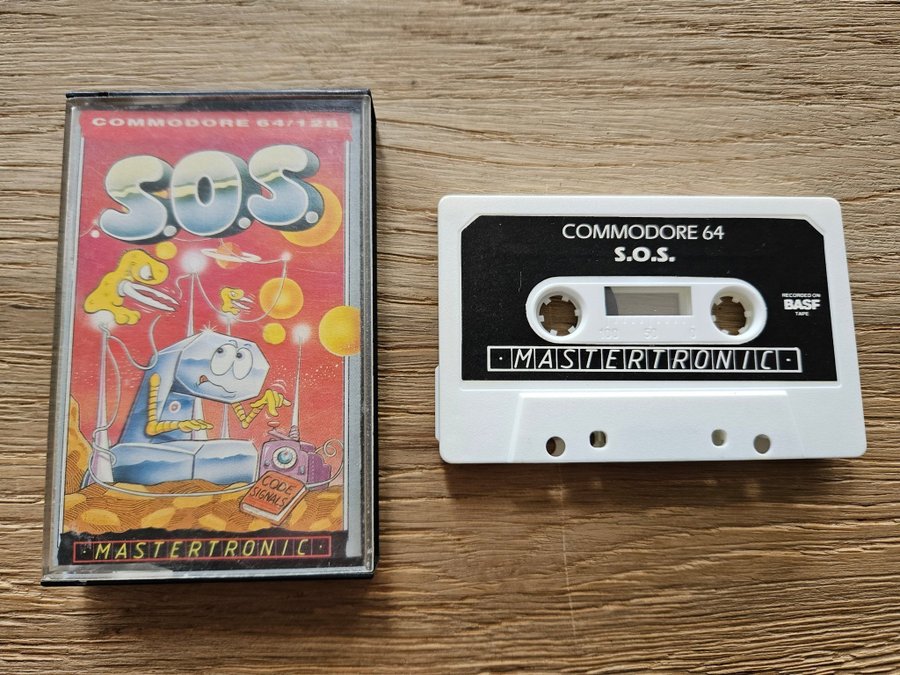 COMMODORE 64/128
S.O.S.
CODE
SIGNALS
· MASTERTRONIC ·
COMMODORE 64
S.O.S.
RECORDED ON
BASF
TAPE
100 50 0
· MASTERTRONIC ·